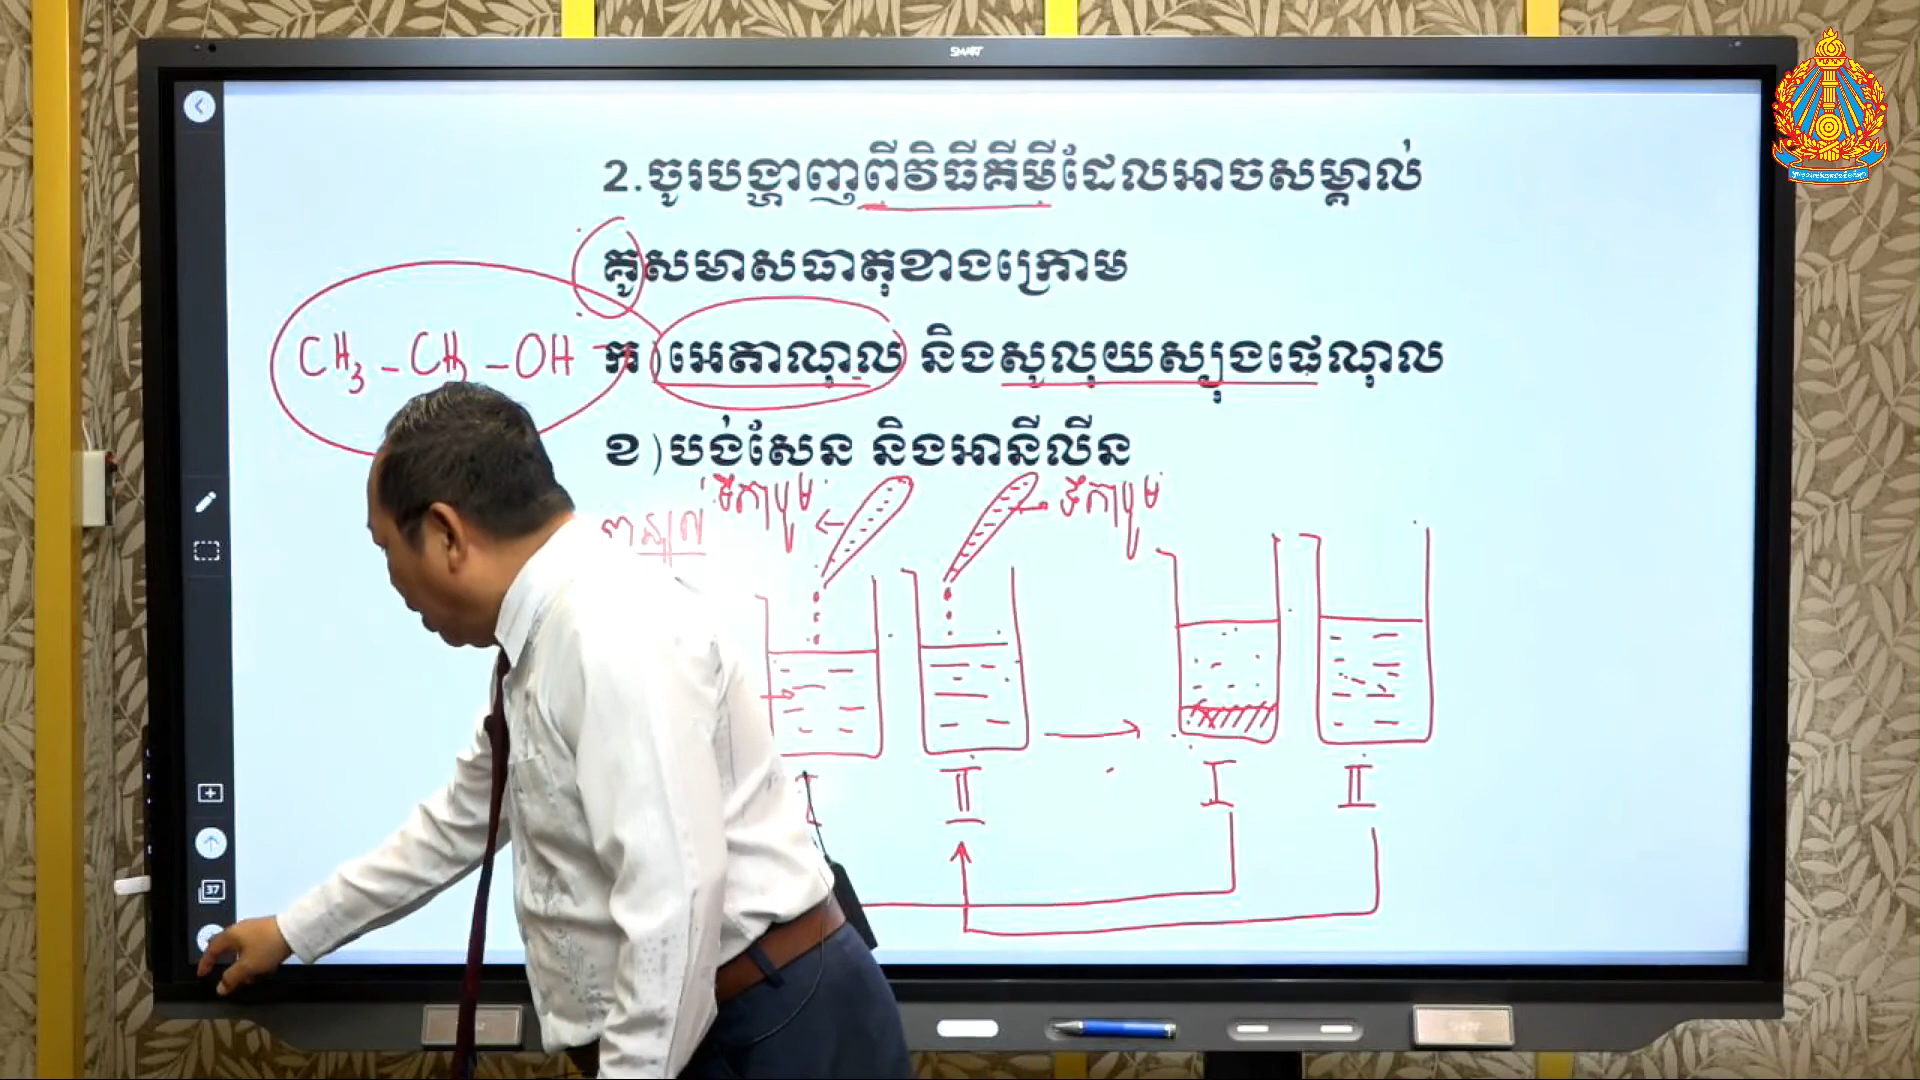 SMART
2.ចូរបង្ហាញពីវិធីគីមីដែលអាចសម្គាល់
គូសមាសធាតុខាងក្រោម
CH3 – CH2 – OH
ក)អេតាណុល និងសូលុយស្យុងផេណុល
ខ)បង់សែន និងអានីលីន
ទឹកប្រូម
ទឹកប្រូម
I
II
I
II
37